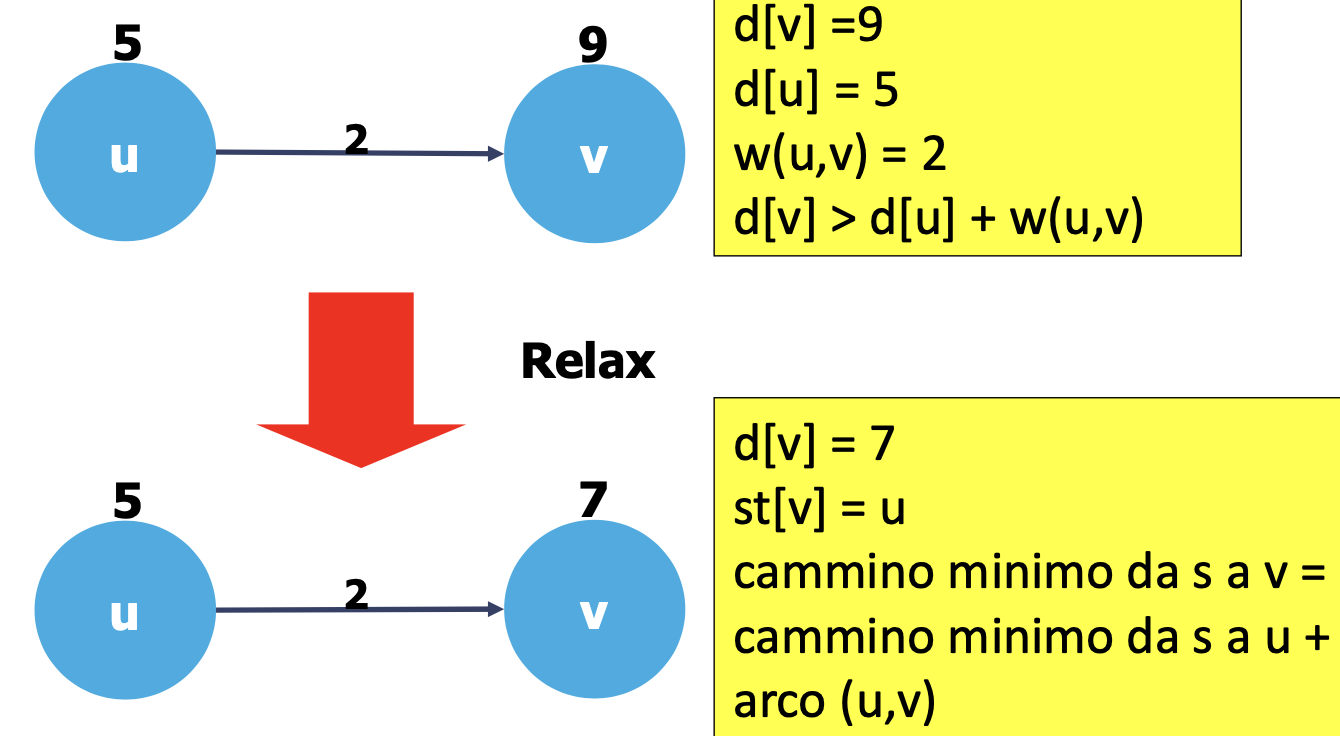 5
9
u
2
v
d[v] =9
d[u] = 5
w(u,v) = 2
d[v] > d[u] + w(u,v)
Relax
5
7
u
2
v
d[v] = 7
st[v] = u
cammino minimo da s a v =
cammino minimo da s a u +
arco (u,v)